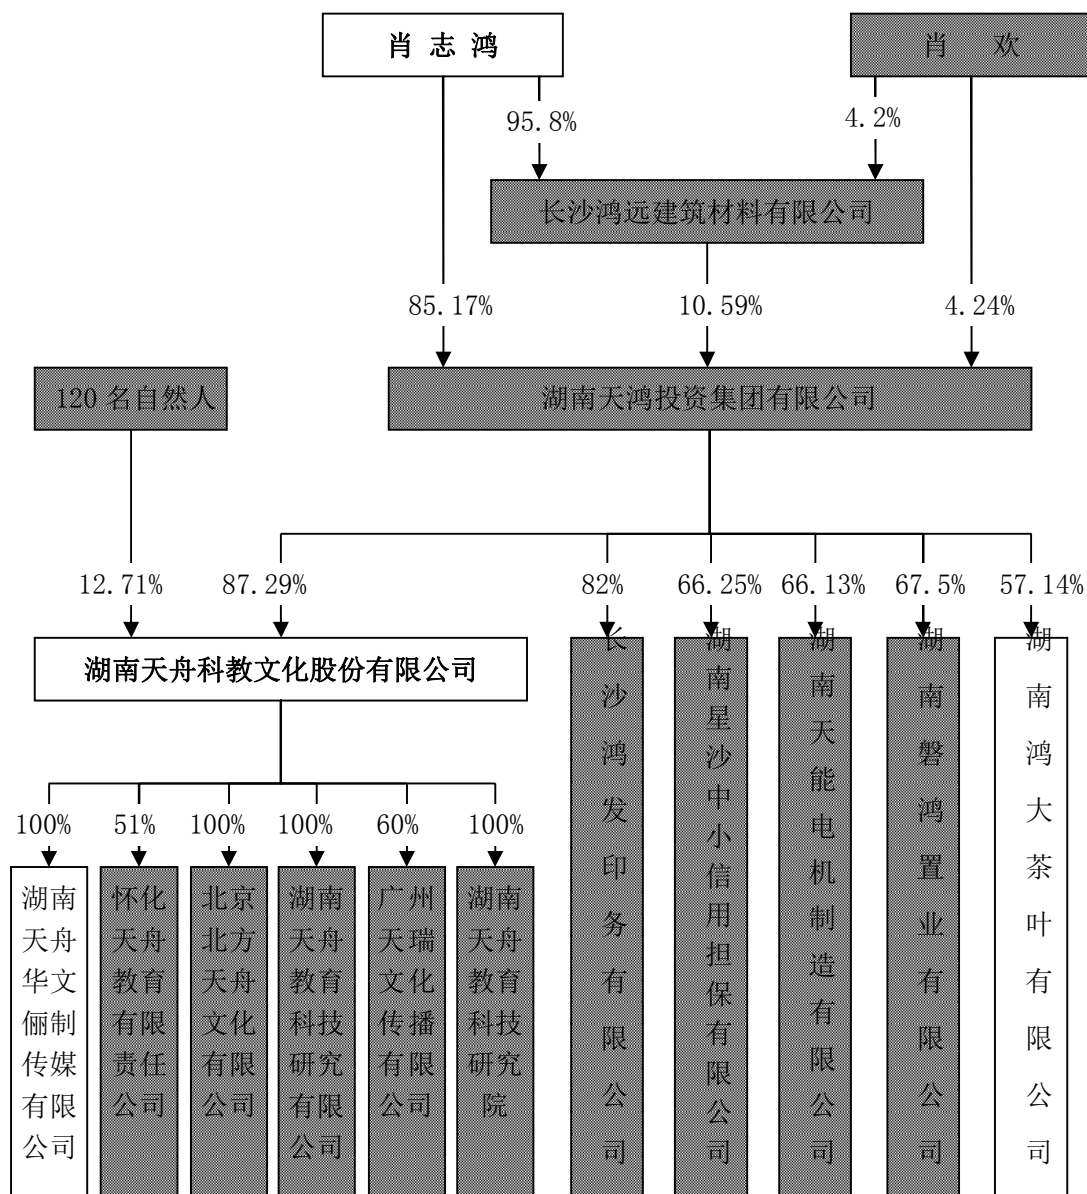 肖 志 鸿
肖 欢
95.8%
4.2%
长沙鸿远建筑材料有限公司
85.17%
10.59%
4.24%
120 名自然人
湖南天鸿投资集团有限公司
12.71%
87.29%
82%
66.25%
66.13%
67.5%
57.14%
湖南天舟科教文化股份有限公司
长沙鸿发印务有限公司
湖南星沙中小信用担保有限公司
湖南天能电机制造有限公司
湖南磐鸿置业有限公司
湖南鸿大茶叶有限公司
100%
51%
100%
100%
60%
100%
湖南
天舟
华文
俪制
传媒
有限
公司
怀化
天舟
教育
有限
责任
公司
北京
北方
天舟
文化
有限
公司
湖南
天舟
教育
科技
研究
有限
公司
广州
天瑞
文化
传播
有限
公司
湖南
天舟
教育
科技
研究
院